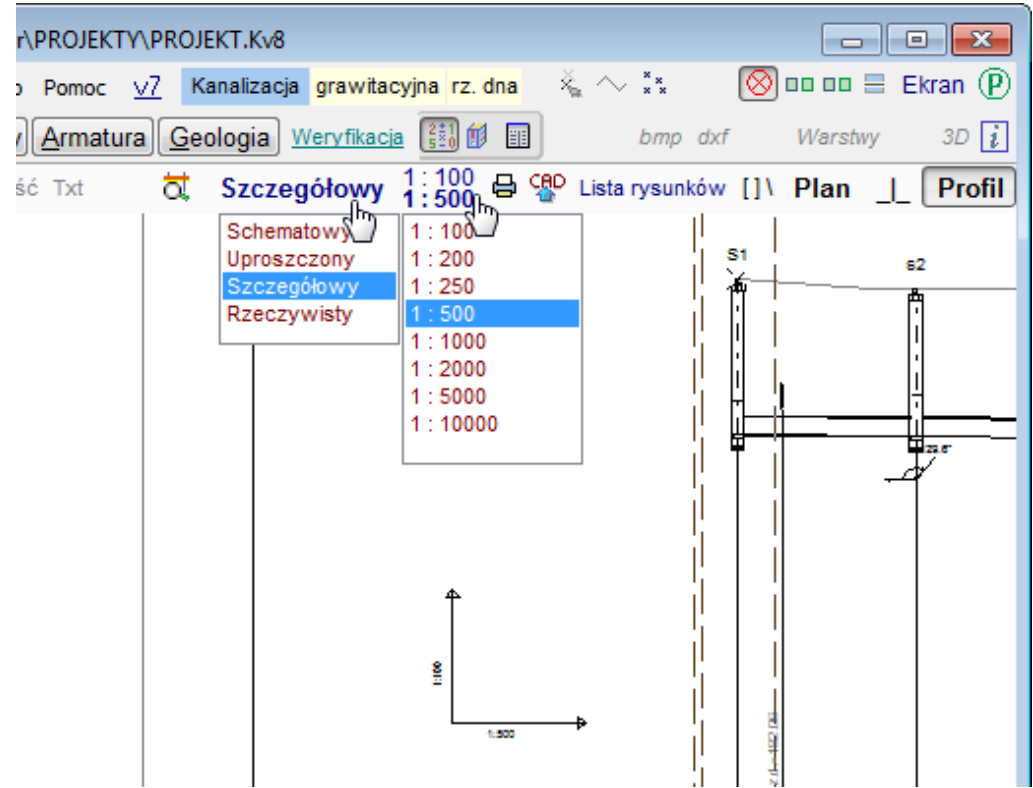 r\PROJEKTY\PROJEKT.Kv8
Pomoc v7 Kanalizacja grawitacyjna rz. dna Ekran P
Armatura Geologia Weryfikacja bmp dxf Warstwy 3D i
ść Txt Szczegółowy 1 : 100 CAD Lista rysunków [ ] \ Plan _|_ Profil
1 : 500
Schematowy 1 : 100
Uproszczony 1 : 200
Szczegółowy 1 : 250
Rzeczywisty 1 : 500
1 : 1000
1 : 2000
1 : 5000
1 : 10000
S1
S2
29.6°
1:100
1:500